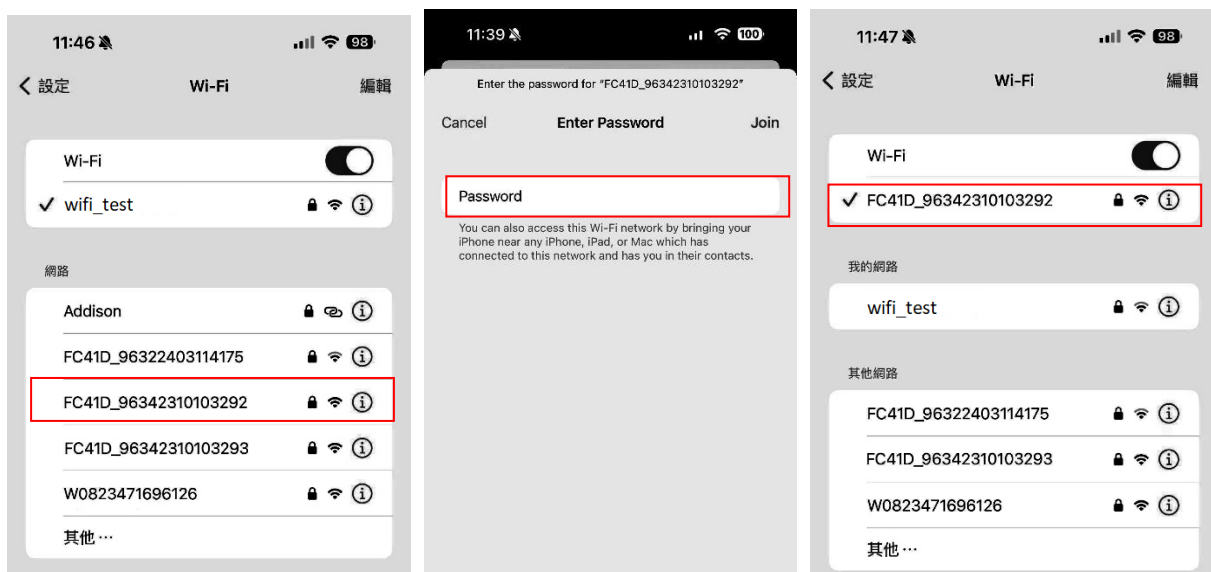 11:46
98
設定
Wi-Fi
編輯
Wi-Fi
wifi_test
網路
Addison
FC41D_96322403114175
FC41D_96342310103292
FC41D_96342310103293
W0823471696126
其他…
11:39
100
Enter the password for "FC41D_96342310103292"
Cancel
Enter Password
Join
Password
You can also access this Wi-Fi network by bringing your
iPhone near any iPhone, iPad, or Mac which has
connected to this network and has you in their contacts.
11:47
98
設定
Wi-Fi
編輯
Wi-Fi
FC41D_96342310103292
我的網路
wifi_test
其他網路
FC41D_96322403114175
FC41D_96342310103293
W0823471696126
其他…